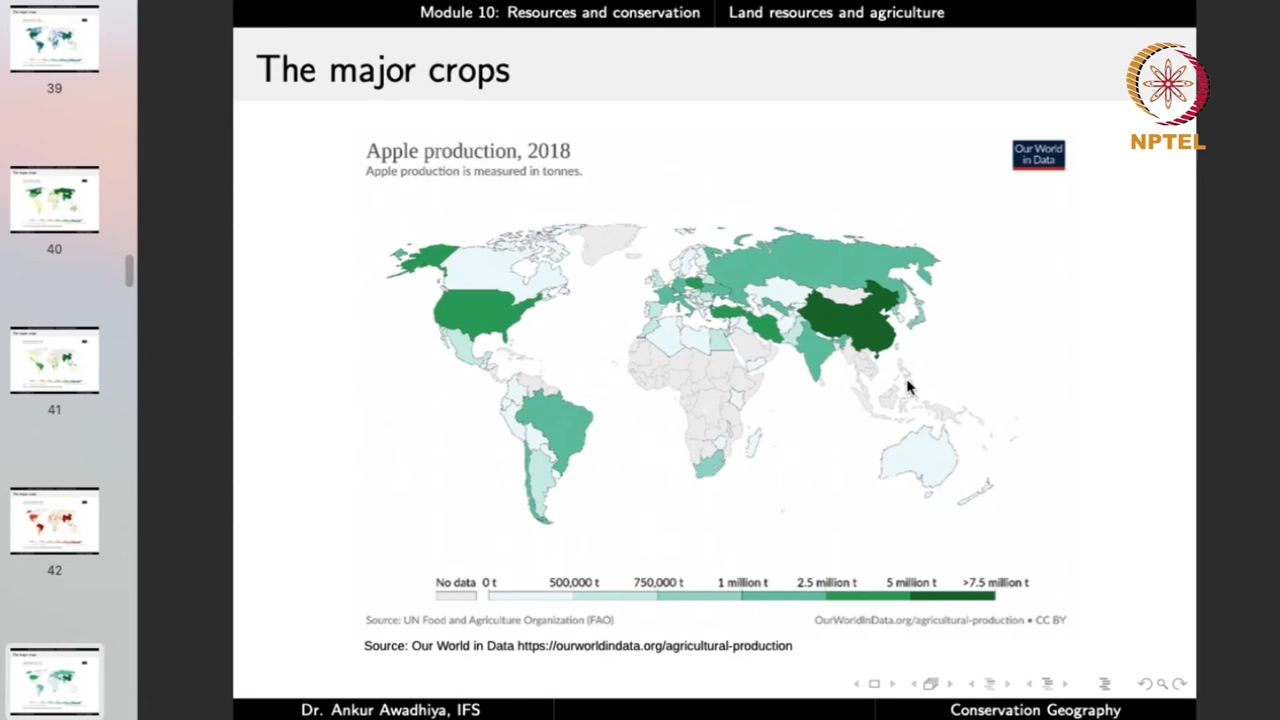 Module 10: Resources and conservation
Land resources and agriculture
The major crops
NPTEL
Apple production, 2018
Apple production is measured in tonnes.
Our World
in Data
No data
0 t
500,000 t
750,000 t
1 million t
2.5 million t
5 million t
>7.5 million t
Source: UN Food and Agriculture Organization (FAO)
OurWorldInData.org/agricultural-production • CC BY
Source: Our World in Data https://ourworldindata.org/agricultural-production
Dr. Ankur Awadhiya, IFS
Conservation Geography
39
40
41
42